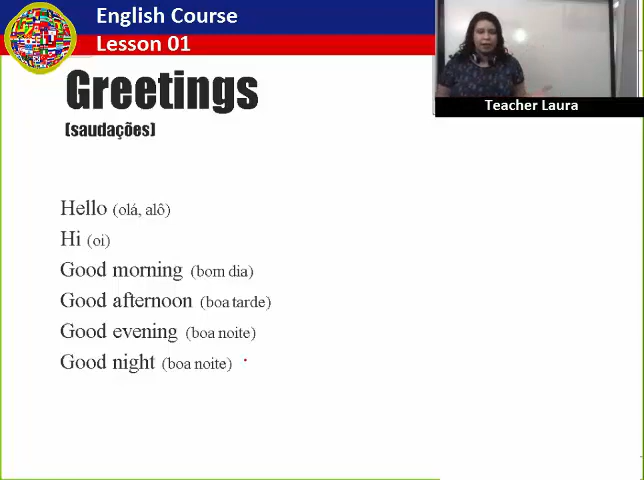 English Course
Lesson 01
Greetings
(saudações)
Teacher Laura
Hello (olá, alô)
Hi (oi)
Good morning (bom dia)
Good afternoon (boa tarde)
Good evening (boa noite)
Good night (boa noite)